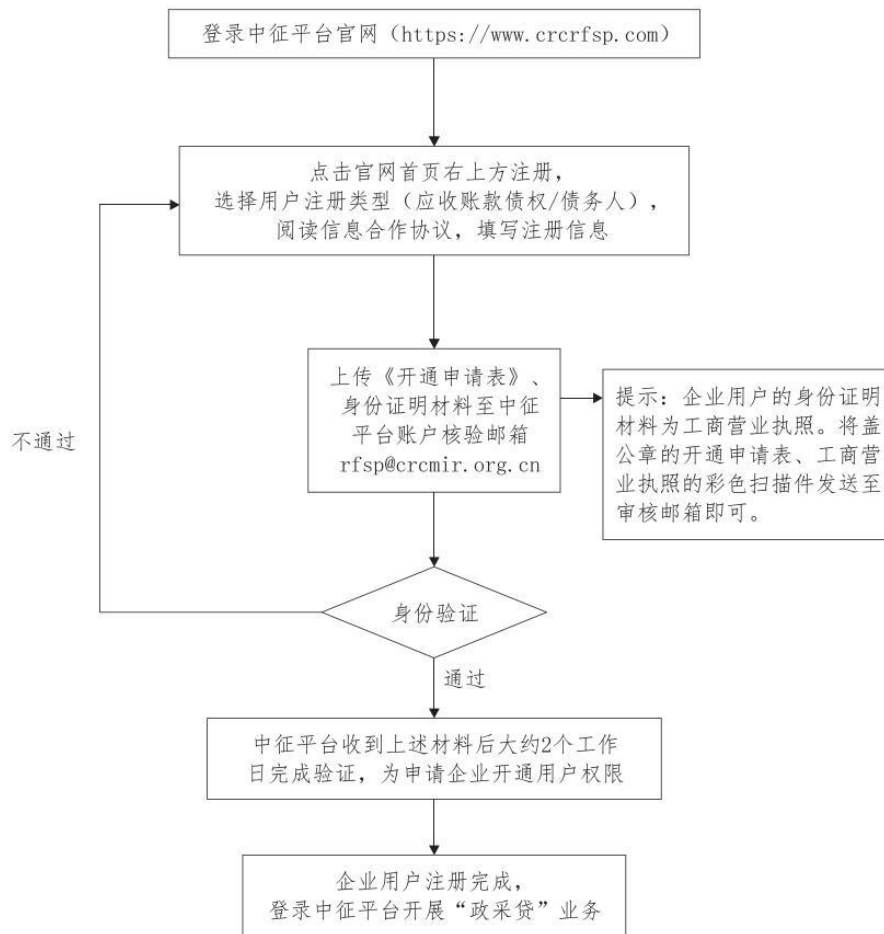 登录中征平台官网（https://www.crcrfsp.com）
点击官网首页右上方注册，
选择用户注册类型（应收账款债权/债务人），
阅读信息合作协议，填写注册信息
上传《开通申请表》、
身份证明材料至中征
平台账户核验邮箱
rfsp@crcmir.org.cn
提示：企业用户的身份证明
材料为工商营业执照。将盖
公章的开通申请表、工商营
业执照的彩色扫描件发送至
审核邮箱即可。
不通过
身份验证
通过
中征平台收到上述材料后大约2个工作
日完成验证，为申请企业开通用户权限
企业用户注册完成，
登录中征平台开展“政采贷”业务